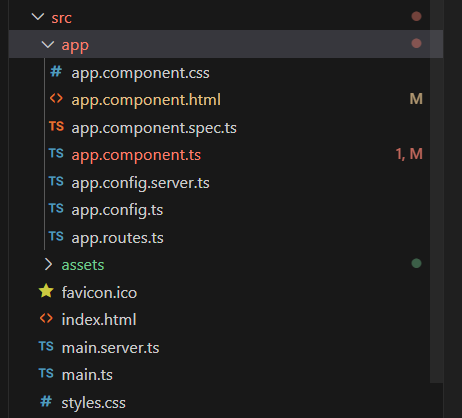 src
app
# app.component.css
<> app.component.html M
TS app.component.spec.ts
TS app.component.ts 1, M
TS app.config.server.ts
TS app.config.ts
TS app.routes.ts
assets
favicon.ico
<> index.html
TS main.server.ts
TS main.ts
# styles.css